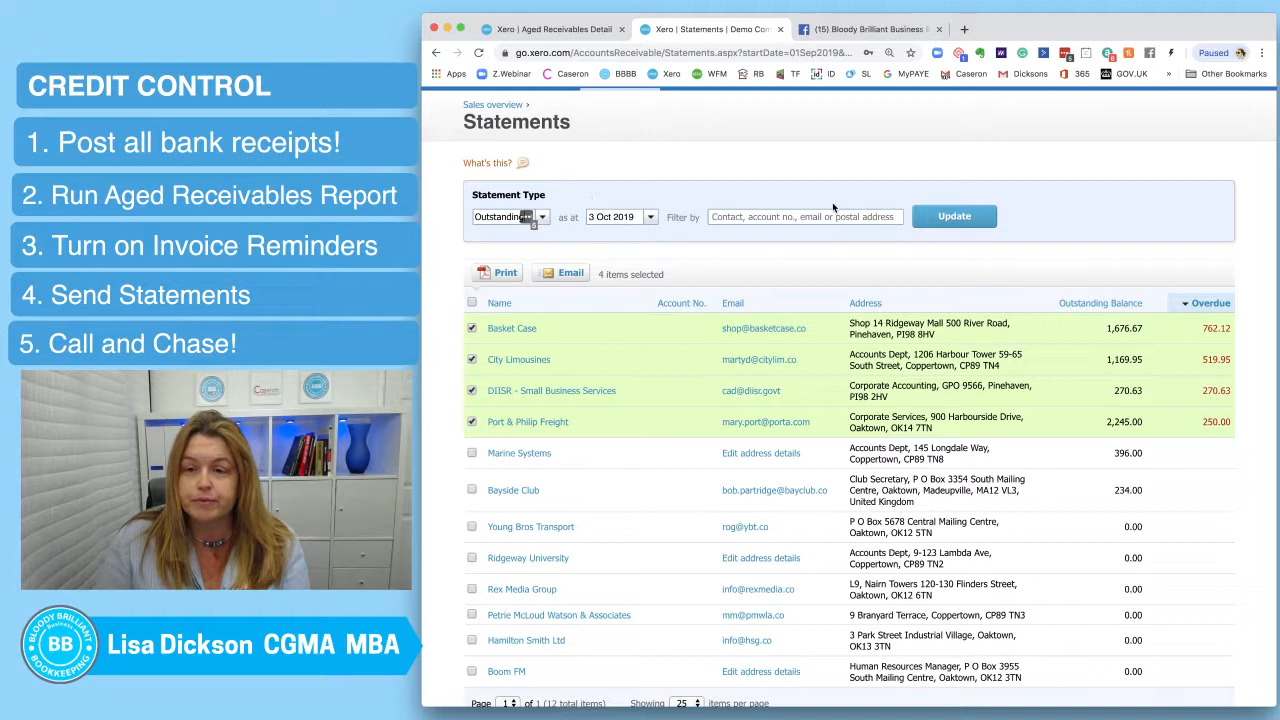 CREDIT CONTROL
1. Post all bank receipts!
2. Run Aged Receivables Report
3. Turn on Invoice Reminders
4. Send Statements
5. Call and Chase!
BLOODY BRILLIANT
Business
BB
BOOKKEEPING
Lisa Dickson CGMA MBA
Xero | Aged Receivables Detail
Xero | Statements | Demo Com
(15) Bloody Brilliant Business
go.xero.com/AccountsReceivable/Statements.aspx?startDate=01Sep2019&...
Paused
Apps Z.Webinar Caseron BBBB Xero WFM RB TF ID SL MyPAYE Caseron Dicksons 365 GOV.UK » Other Bookmarks
Sales overview ›
Statements
What's this?
Statement Type
Outstanding as at 3 Oct 2019 Filter by Contact, account no., email or postal address Update
Print Email 4 items selected
Name Account No. Email Address Outstanding Balance Overdue
Basket Case shop@basketcase.co Shop 14 Ridgeway Mall 500 River Road, Pinehaven, PI98 8HV 1,676.67 762.12
City Limousines martyd@citylim.co Accounts Dept, 1206 Harbour Tower 59-65 South Street, Coppertown, CP89 TN4 1,169.95 519.95
DIISR - Small Business Services cad@diisr.govt Corporate Accounting, GPO 9566, Pinehaven, PI98 2HV 270.63 270.63
Port & Philip Freight mary.port@porta.com Corporate Services, 900 Harbourside Drive, Oaktown, OK14 7TN 2,245.00 250.00
Marine Systems Edit address details Accounts Dept, 145 Longdale Way, Coppertown, CP89 TN8 396.00
Bayside Club bob.partridge@bayclub.co Club Secretary, P O Box 3354 South Mailing Centre, Oaktown, Madeupville, MA12 VL3, United Kingdom 234.00
Young Bros Transport rog@ybt.co P O Box 5678 Central Mailing Centre, Oaktown, OK12 5TN 0.00
Ridgeway University Edit address details Accounts Dept, 9-123 Lambda Ave, Coppertown, CP89 TN2 0.00
Rex Media Group info@rexmedia.co L9, Nairn Towers 120-130 Flinders Street, Oaktown, OK12 6TN 0.00
Petrie McLoud Watson & Associates mm@pmwla.co 9 Branyard Terrace, Coppertown, CP89 TN3 0.00
Hamilton Smith Ltd info@hsg.co 3 Park Street Industrial Village, Oaktown, OK13 3TN 0.00
Boom FM Edit address details Human Resources Manager, P O Box 3955 South Mailing Centre, Oaktown, OK12 3TN 0.00
Page 1 of 1 (12 total items) Showing 25 items per page